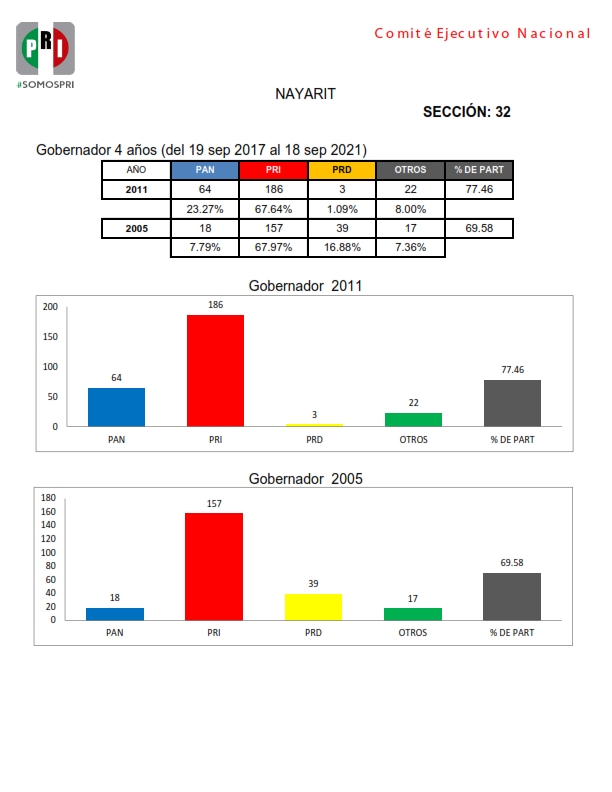 Comité Ejecutivo Nacional
PRI
#SOMOSPRI
NAYARIT
SECCIÓN: 32
Gobernador 4 años (del 19 sep 2017 al 18 sep 2021)
AÑO PAN PRI PRD OTROS % DE PART
2011 64 186 3 22 77.46
23.27% 67.64% 1.09% 8.00%
2005 18 157 39 17 69.58
7.79% 67.97% 16.88% 7.36%
Gobernador 2011
200
150
100
50
0
64
186
3
22
77.46
PAN PRI PRD OTROS % DE PART
Gobernador 2005
180
160
140
120
100
80
60
40
20
0
18
157
39
17
69.58
PAN PRI PRD OTROS % DE PART